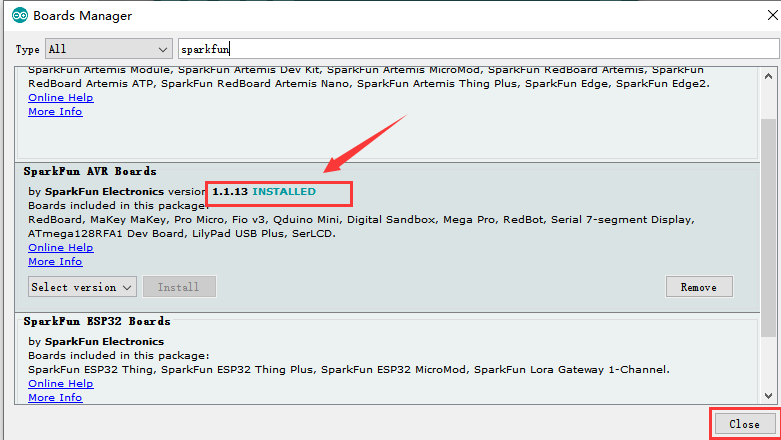 Boards Manager
Type All sparkfun
SparkFun Artemis Module, SparkFun Artemis Dev Kit, SparkFun Artemis MicroMod, SparkFun RedBoard Artemis, SparkFun
RedBoard Artemis ATP, SparkFun RedBoard Artemis Nano, SparkFun Artemis Thing Plus, SparkFun Edge, SparkFun Edge2.
Online Help
More Info
SparkFun AVR Boards
by SparkFun Electronics version 1.1.13 INSTALLED
Boards included in this package:
RedBoard, MaKey MaKey, Pro Micro, Fio v3, Qduino Mini, Digital Sandbox, Mega Pro, RedBot, Serial 7-segment Display,
ATmega128RFA1 Dev Board, LilyPad USB Plus, SerLCD.
Online Help
More Info
Select version Install Remove
SparkFun ESP32 Boards
by SparkFun Electronics
Boards included in this package:
SparkFun ESP32 Thing, SparkFun ESP32 Thing Plus, SparkFun ESP32 MicroMod, SparkFun Lora Gateway 1-Channel.
Online Help
More Info
Close